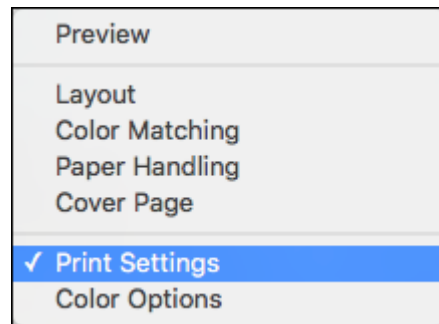 Preview
Layout
Color Matching
Paper Handling
Cover Page
✓ Print Settings
Color Options